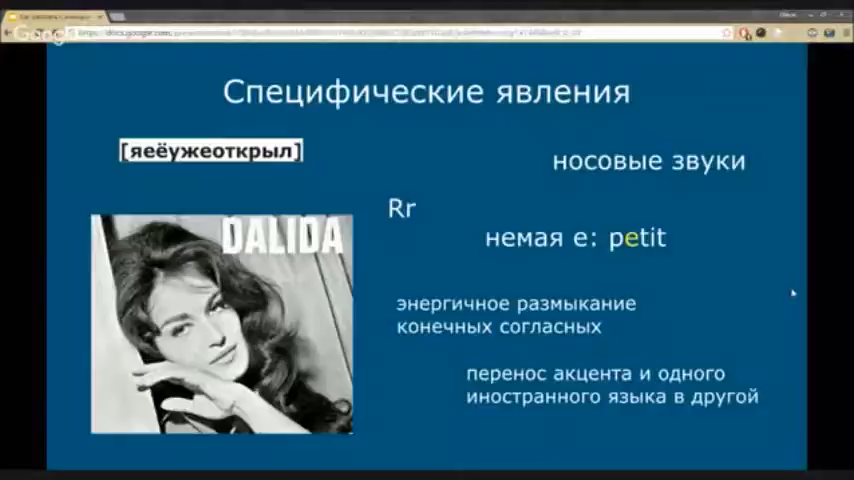 Google
Специфические явления
[яеёужеоткрыл]
носовые звуки
Rr
немая е: petit
DALIDA
энергичное размыкание
конечных согласных
перенос акцента и одного
иностранного языка в другой